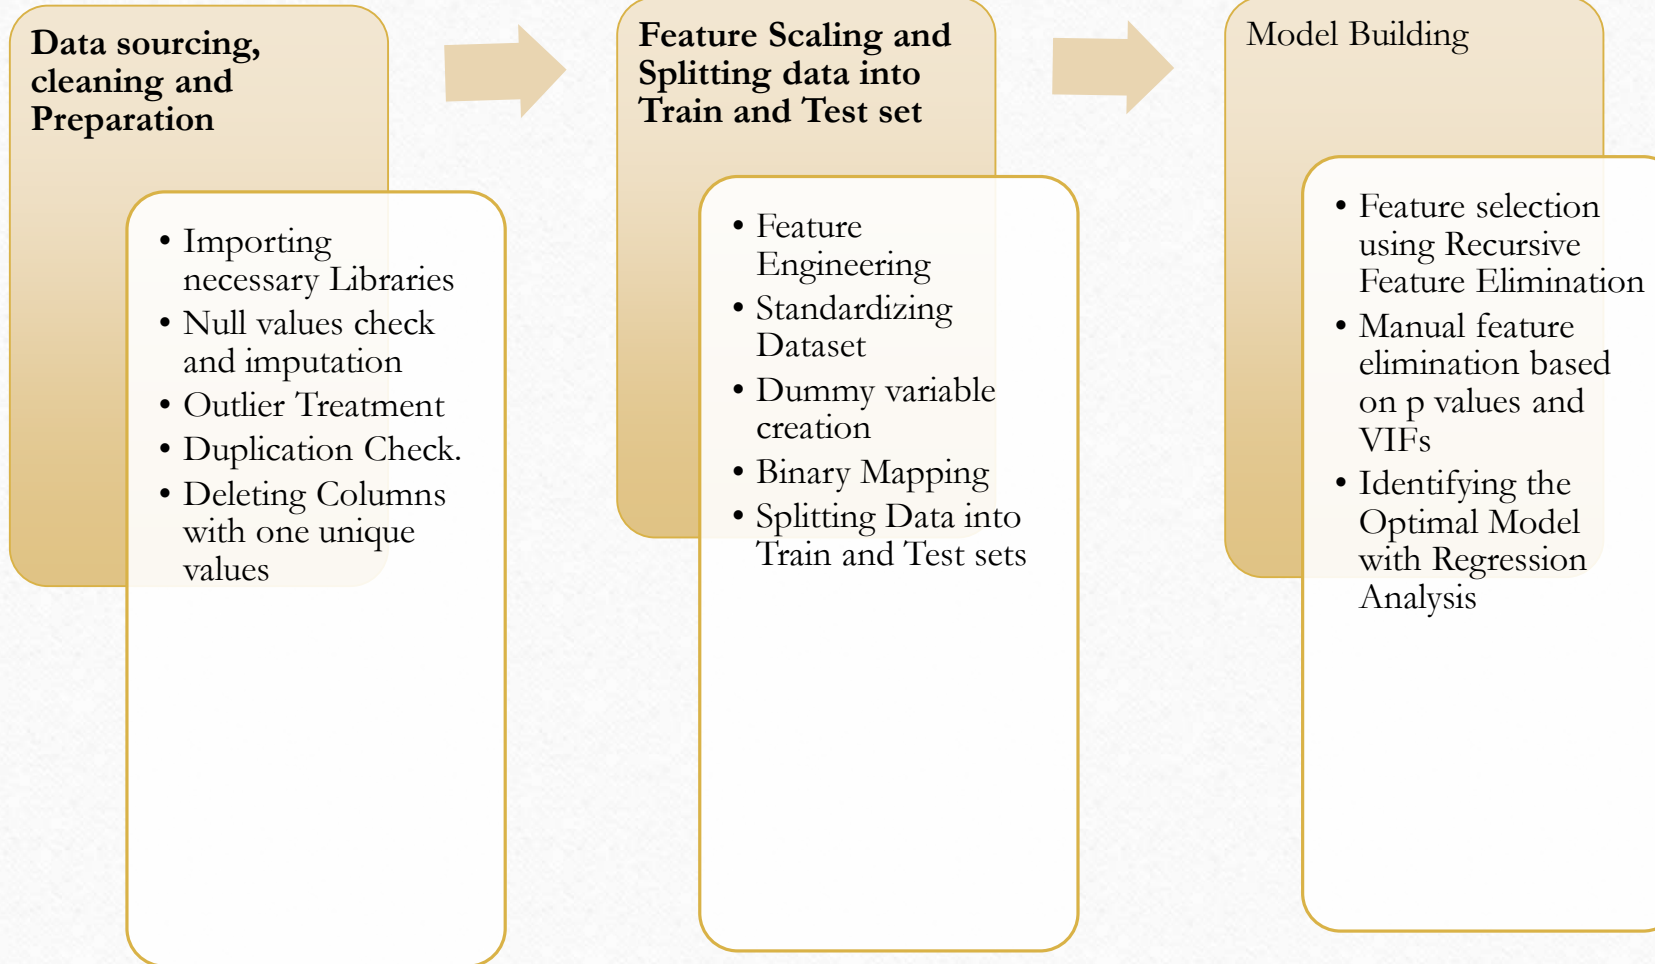 Data sourcing,
cleaning and
Preparation
• Importing
necessary Libraries
• Null values check
and imputation
• Outlier Treatment
• Duplication Check.
• Deleting Columns
with one unique
values
Feature Scaling and
Splitting data into
Train and Test set
• Feature
Engineering
• Standardizing
Dataset
• Dummy variable
creation
• Binary Mapping
• Splitting Data into
Train and Test sets
Model Building
• Feature selection
using Recursive
Feature Elimination
• Manual feature
elimination based
on p values and
VIFs
• Identifying the
Optimal Model
with Regression
Analysis